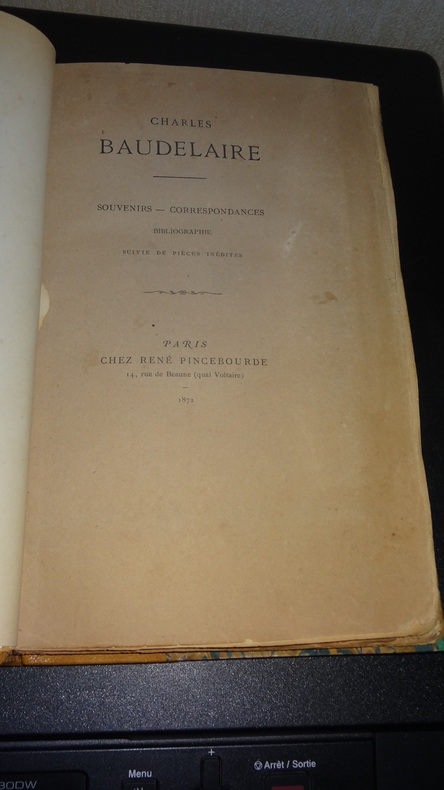 CHARLES
BAUDELAIRE
SOUVENIRS — CORRESPONDANCES
BIBLIOGRAPHIE
SUIVIE DE PIÈCES INÉDITES
PARIS
CHEZ RENÉ PINCEBOURDE
14, rue de Beaune (quai Voltaire)
1872
Menu
+
Arrêt / Sortie
30DW